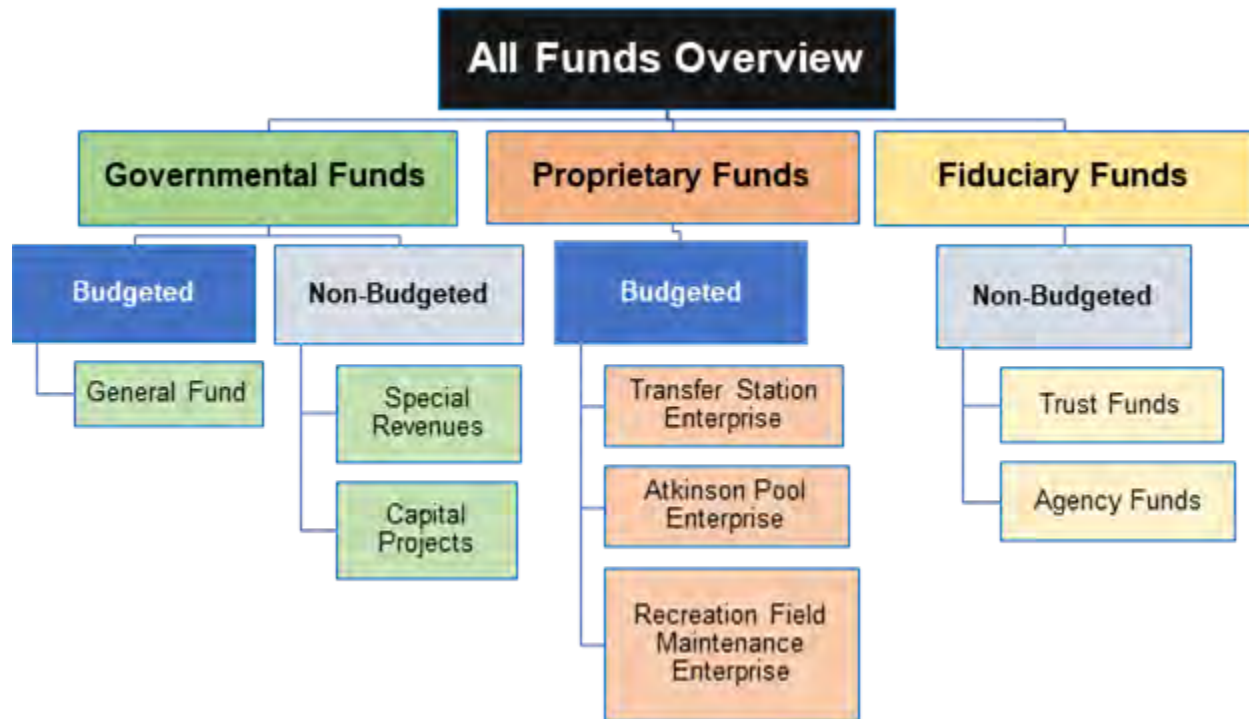 All Funds Overview
Governmental Funds
Proprietary Funds
Fiduciary Funds
Budgeted
Non-Budgeted
Budgeted
Non-Budgeted
General Fund
Special
Revenues
Capital
Projects
Transfer Station
Enterprise
Atkinson Pool
Enterprise
Recreation Field
Maintenance
Enterprise
Trust Funds
Agency Funds